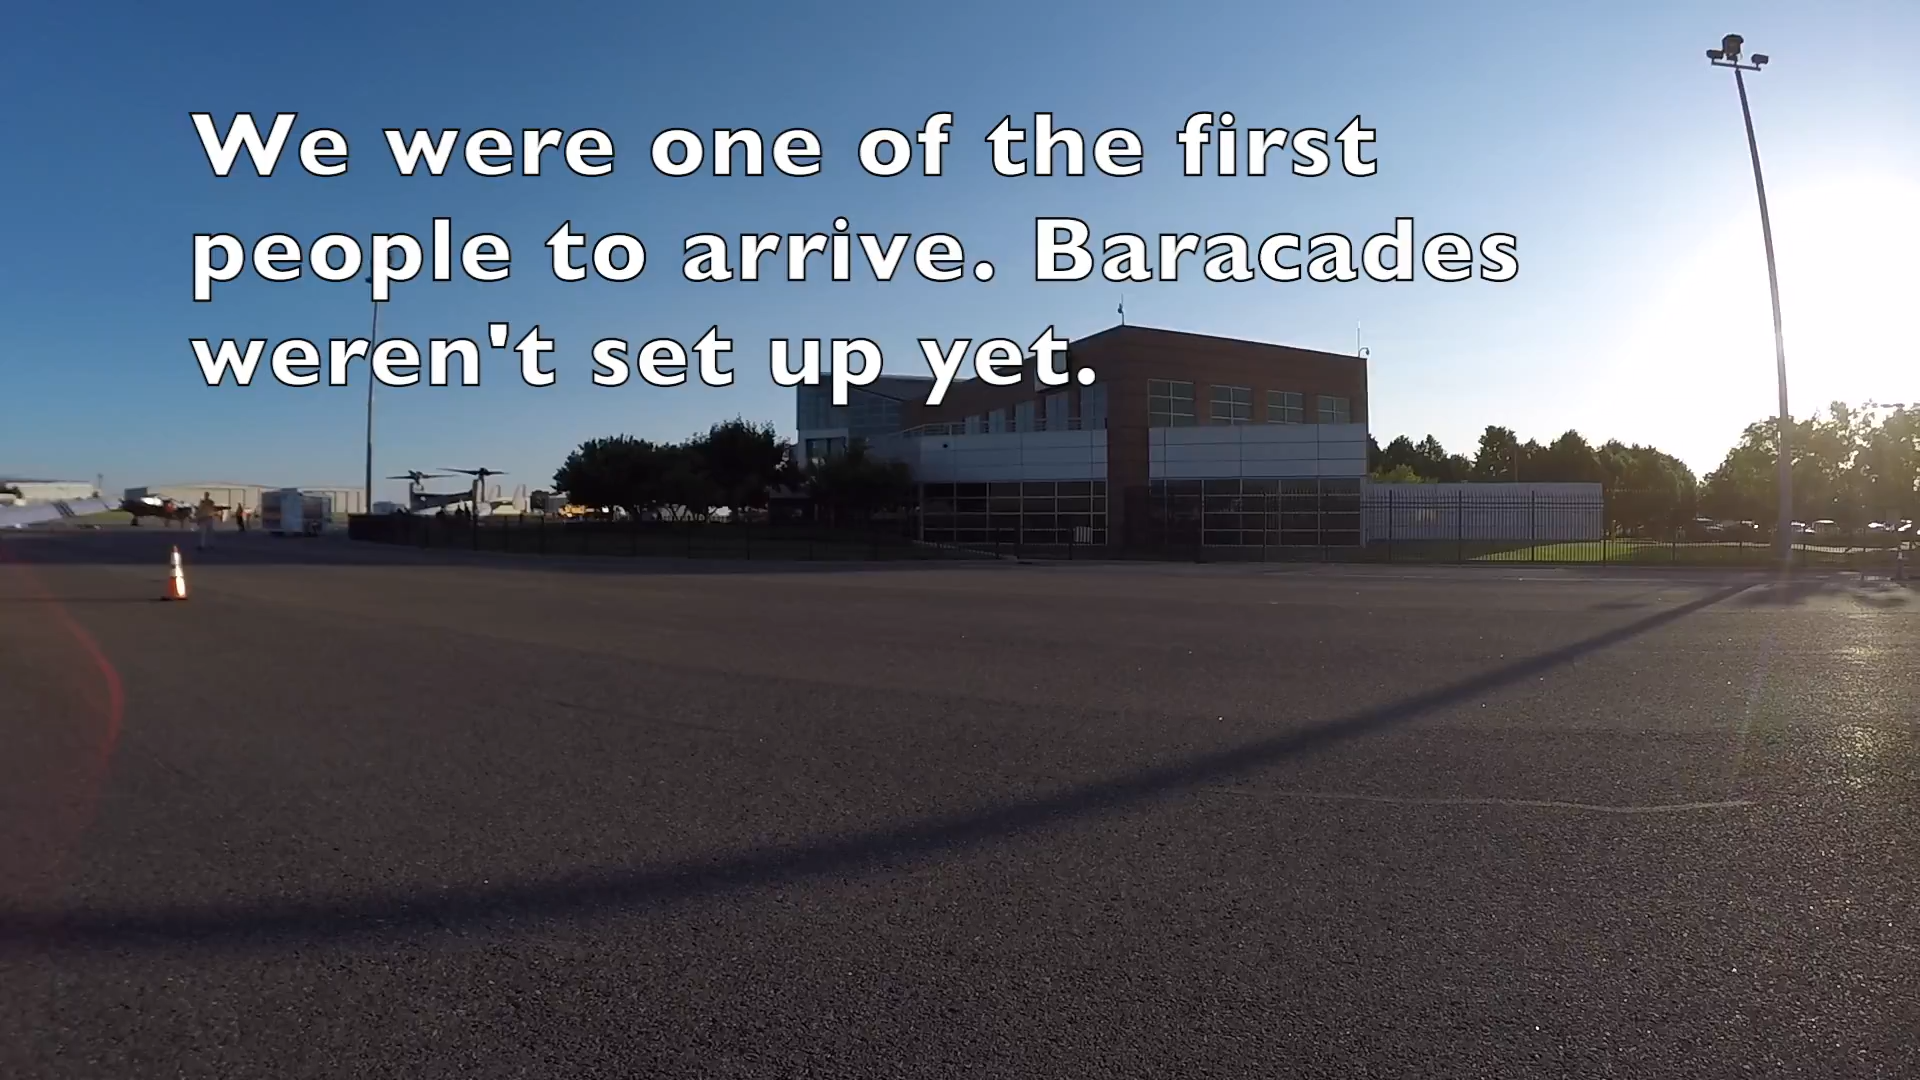 We were one of the first
people to arrive. Baracades
weren't set up yet.